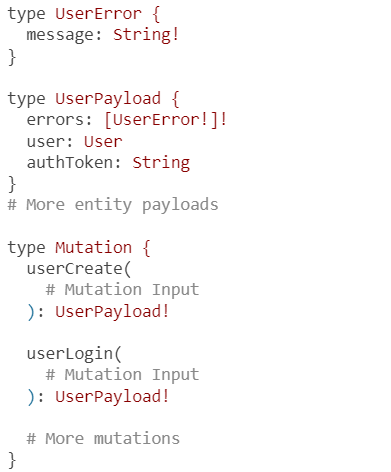 type UserError {
  message: String!
}
type UserPayload {
  errors: [UserError!]!
  user: User
  authToken: String
}
# More entity payloads
type Mutation {
  userCreate(
    # Mutation Input
  ): UserPayload!
  userLogin(
    # Mutation Input
  ): UserPayload!
  # More mutations
}